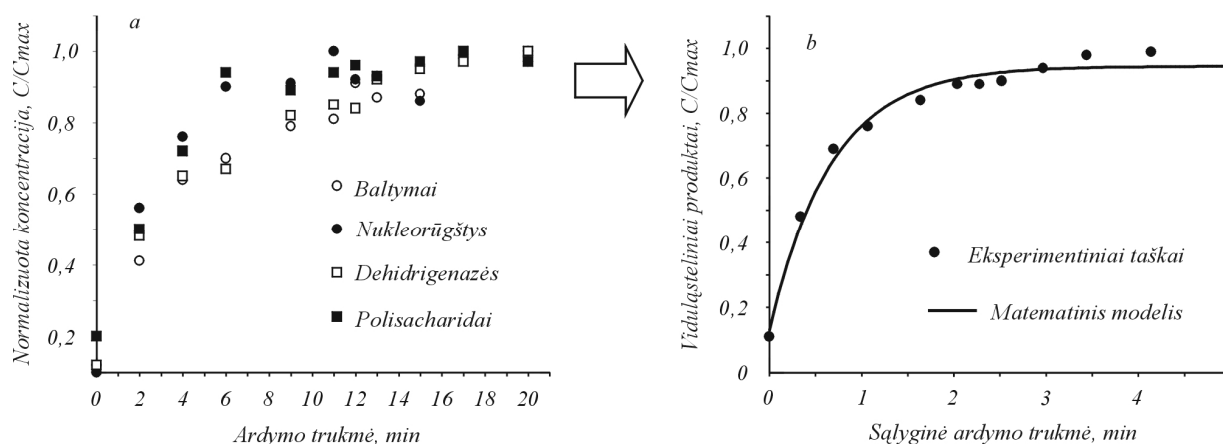 a
Normalizuota koncentracija, C/Cmax
1,0
0,8
0,6
0,4
0,2
0 2 4 6 8 10 12 14 16 18 20
Ardymo trukmė, min
Baltymai
Nukleorūgštys
Dehidrigenazės
Polisacharidai
b
Viduląsteliniai produktai, C/Cmax
1,0
0,8
0,6
0,4
0,2
0
0 1 2 3 4
Sąlyginė ardymo trukmė, min
Eksperimentiniai taškai
Matematinis modelis